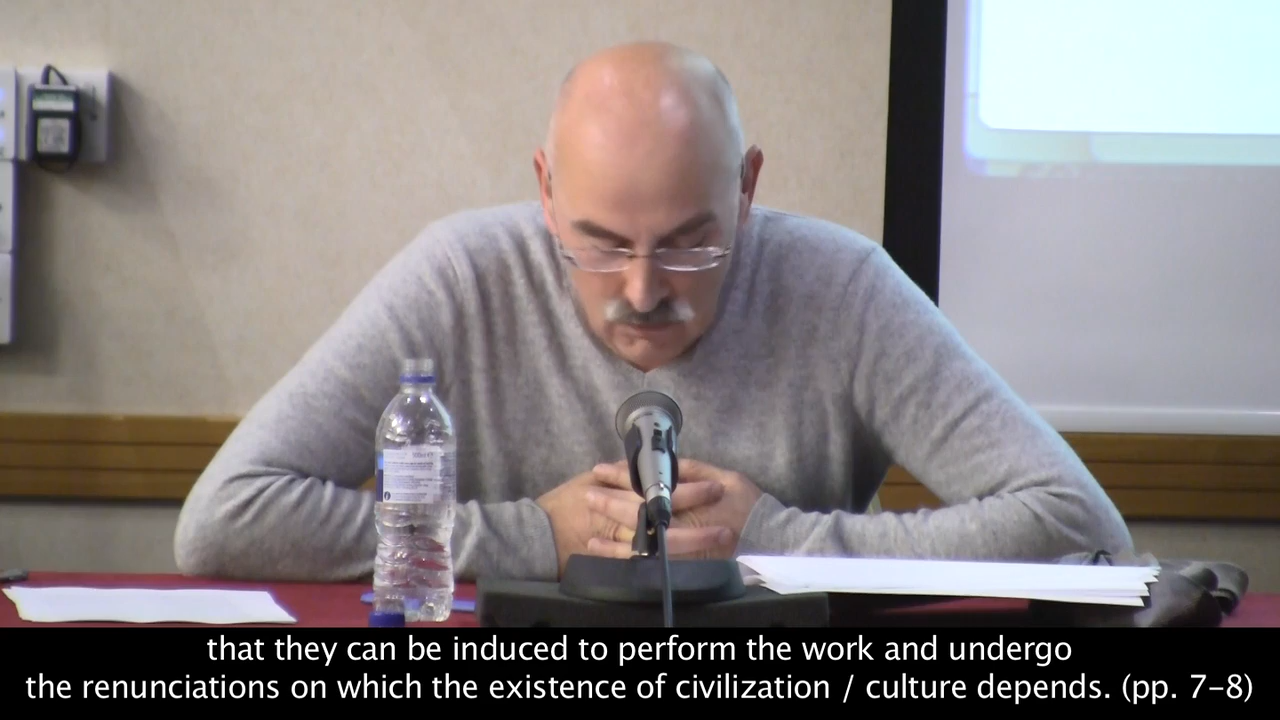 that they can be induced to perform the work and undergo
the renunciations on which the existence of civilization / culture depends. (pp. 7–8)